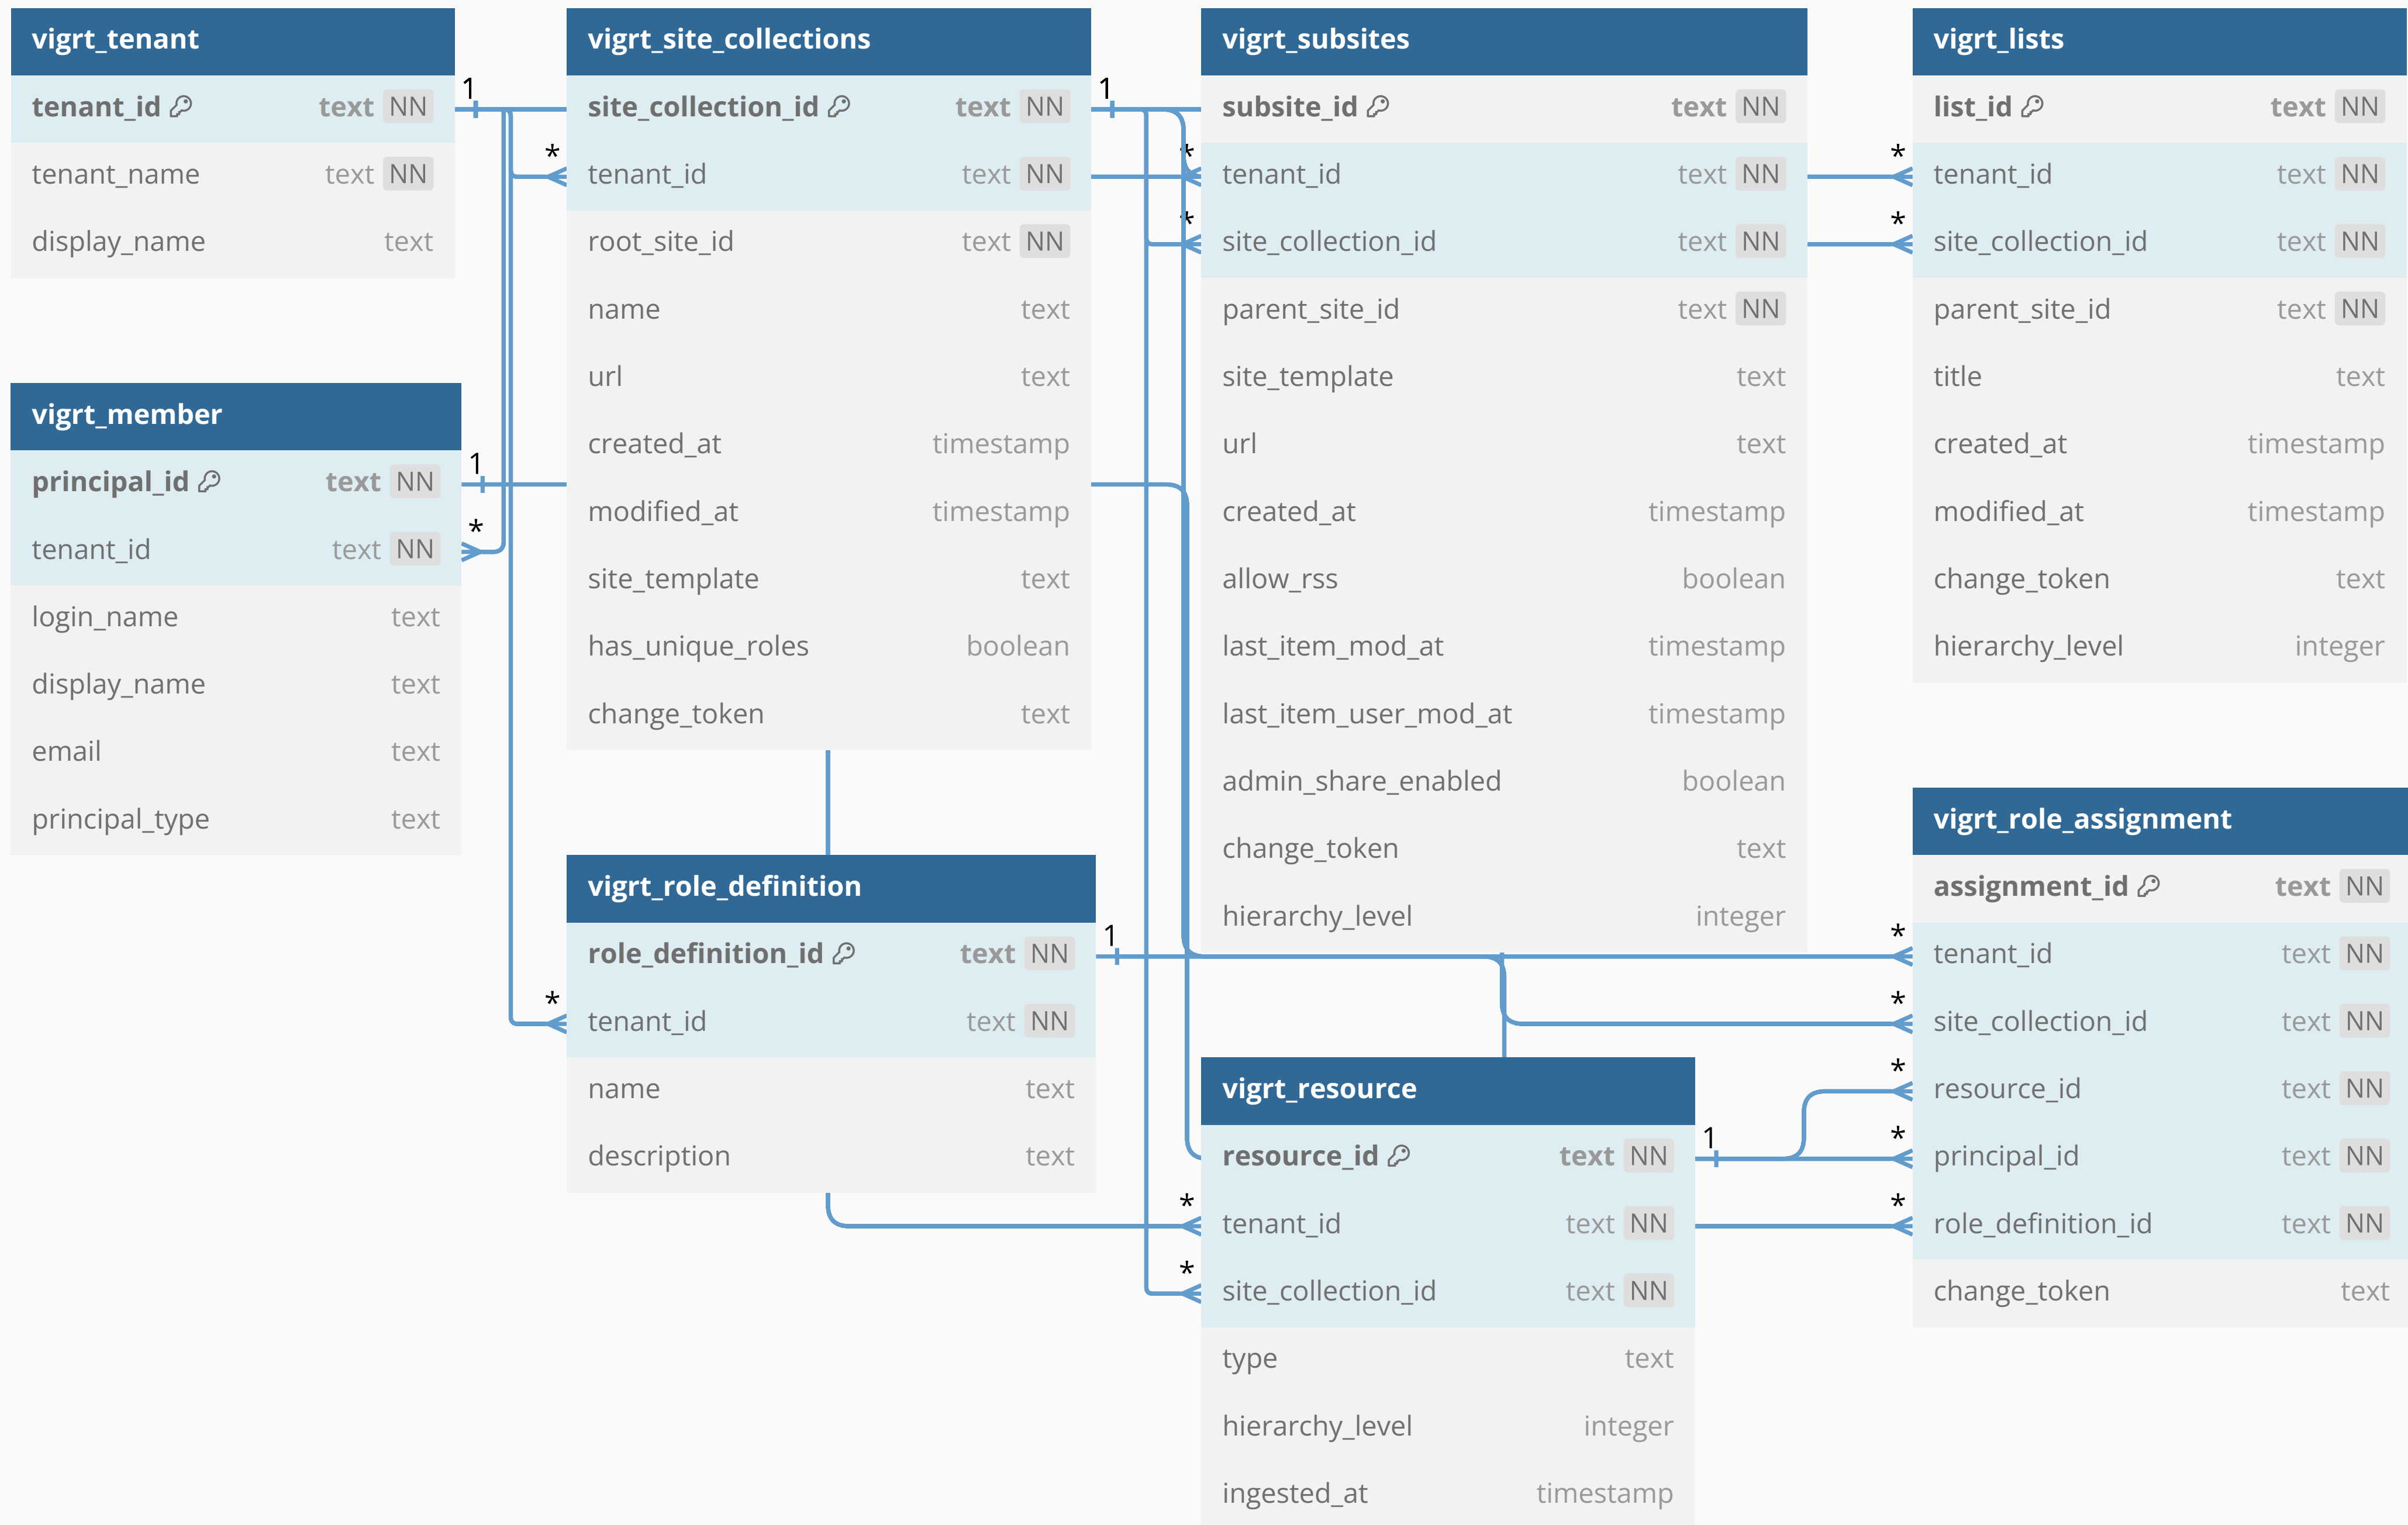 vigrt_tenant
tenant_id text NN
tenant_name text NN
display_name text
1
vigrt_member
principal_id text NN
tenant_id text NN
login_name text
display_name text
email text
principal_type text
1
*
vigrt_site_collections
site_collection_id text NN
tenant_id text NN
root_site_id text NN
name text
url text
created_at timestamp
modified_at timestamp
site_template text
has_unique_roles boolean
change_token text
*
1
vigrt_role_definition
role_definition_id text NN
tenant_id text NN
name text
description text
*
1
vigrt_subsites
subsite_id text NN
tenant_id text NN
site_collection_id text NN
parent_site_id text NN
site_template text
url text
created_at timestamp
allow_rss boolean
last_item_mod_at timestamp
last_item_user_mod_at timestamp
admin_share_enabled boolean
change_token text
hierarchy_level integer
*
*
vigrt_resource
resource_id text NN
tenant_id text NN
site_collection_id text NN
type text
hierarchy_level integer
ingested_at timestamp
*
*
1
vigrt_lists
list_id text NN
tenant_id text NN
site_collection_id text NN
parent_site_id text NN
title text
created_at timestamp
modified_at timestamp
change_token text
hierarchy_level integer
*
*
vigrt_role_assignment
assignment_id text NN
tenant_id text NN
site_collection_id text NN
resource_id text NN
principal_id text NN
role_definition_id text NN
change_token text
*
*
*
*
*